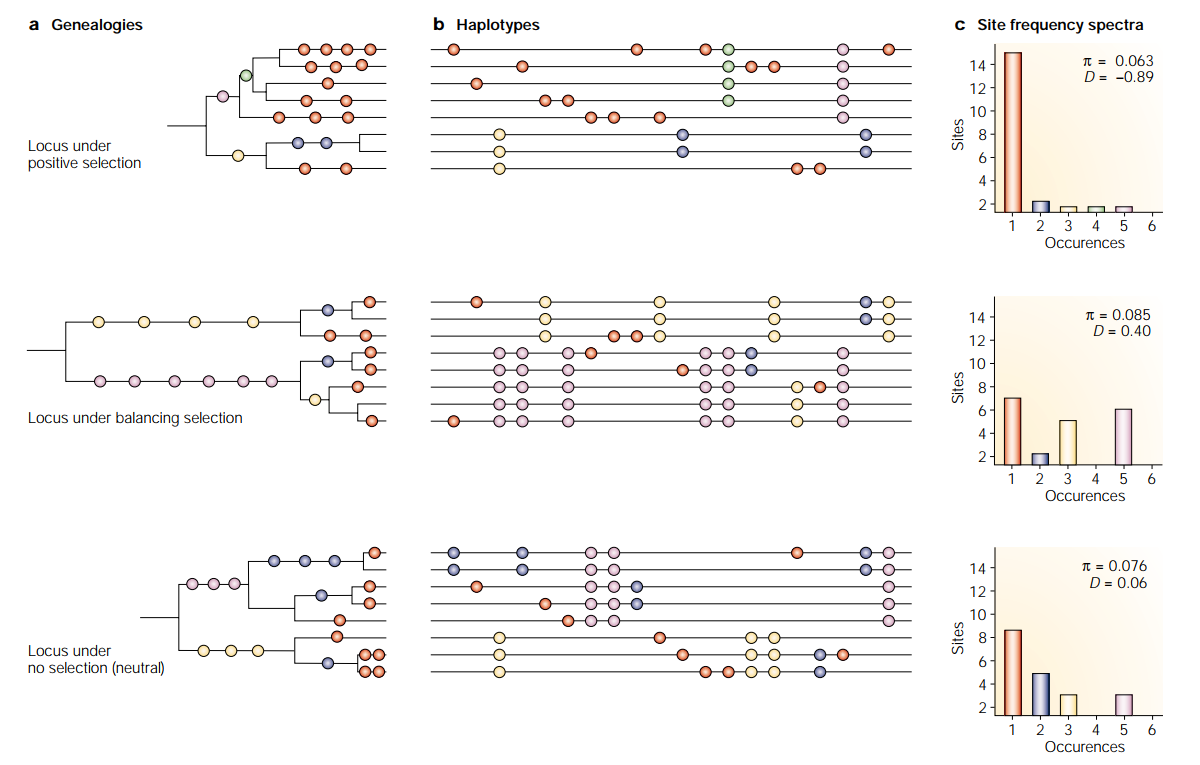 a Genealogies
b Haplotypes
c Site frequency spectra
Locus under
positive selection
π = 0.063
D = –0.89
Sites
14
12
10
8
6
4
2
1 2 3 4 5 6
Occurences
Locus under balancing selection
π = 0.085
D = 0.40
Sites
14
12
10
8
6
4
2
1 2 3 4 5 6
Occurences
Locus under
no selection (neutral)
π = 0.076
D = 0.06
Sites
14
12
10
8
6
4
2
1 2 3 4 5 6
Occurences